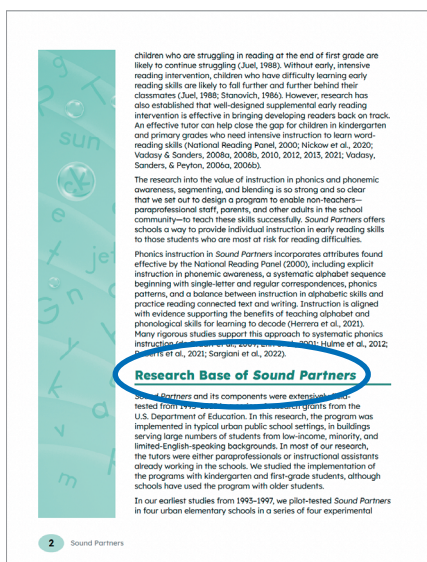 children who are struggling in reading at the end of first grade are
likely to continue struggling (Juel, 1988). Without early, intensive
reading intervention, children who have difficulty learning early
reading skills are likely to fall further and further behind their
classmates (Juel, 1988; Stanovich, 1986). However, research has
also established that well-designed supplemental early reading
intervention is effective in bringing developing readers back on track.
An effective tutor can help close the gap for children in kindergarten
and primary grades who need intensive instruction to learn word-
reading skills (National Reading Panel, 2000; Nickow et al., 2020;
Vadasy & Sanders, 2008a, 2008b, 2010, 2012, 2013, 2021; Vadasy,
Sanders, & Peyton, 2006a, 2006b).
The research into the value of instruction in phonics and phonemic
awareness, segmenting, and blending is so strong and so clear
that we set out to design a program to enable non-teachers—
paraprofessional staff, parents, and other adults in the school
community—to teach these skills successfully. Sound Partners offers
schools a way to provide individual instruction in early reading skills
to those students who are most at risk for reading difficulties.
Phonics instruction in Sound Partners incorporates attributes found
effective by the National Reading Panel (2000), including explicit
instruction in phonemic awareness, a systematic alphabet sequence
beginning with single-letter and regular correspondences, phonics
patterns, and a balance between instruction in alphabetic skills and
practice reading connected text and writing. Instruction is aligned
with evidence supporting the benefits of teaching alphabet and
phonological skills for learning to decode (Herrera et al., 2021).
Many rigorous studies support this approach to systematic phonics
instruction 2001; Hulme et al., 2012;
et al., 2021; Sargiani et al., 2022).
Research Base of Sound Partners
Sound Partners and its components were
tested from grants from the
U.S. Department of Education. In this research, the program was
implemented in typical urban public school settings, in buildings
serving large numbers of students from low-income, minority, and
limited-English-speaking backgrounds. In most of our research,
the tutors were either paraprofessionals or instructional assistants
already working in the schools. We studied the implementation of
the programs with kindergarten and first-grade students, although
schools have used the program with older students.
In our earliest studies from 1993–1997, we pilot-tested Sound Partners
in four urban elementary schools in a series of four experimental
2 Sound Partners
g
sun
e
jet
G
n
y
k
a
v
m